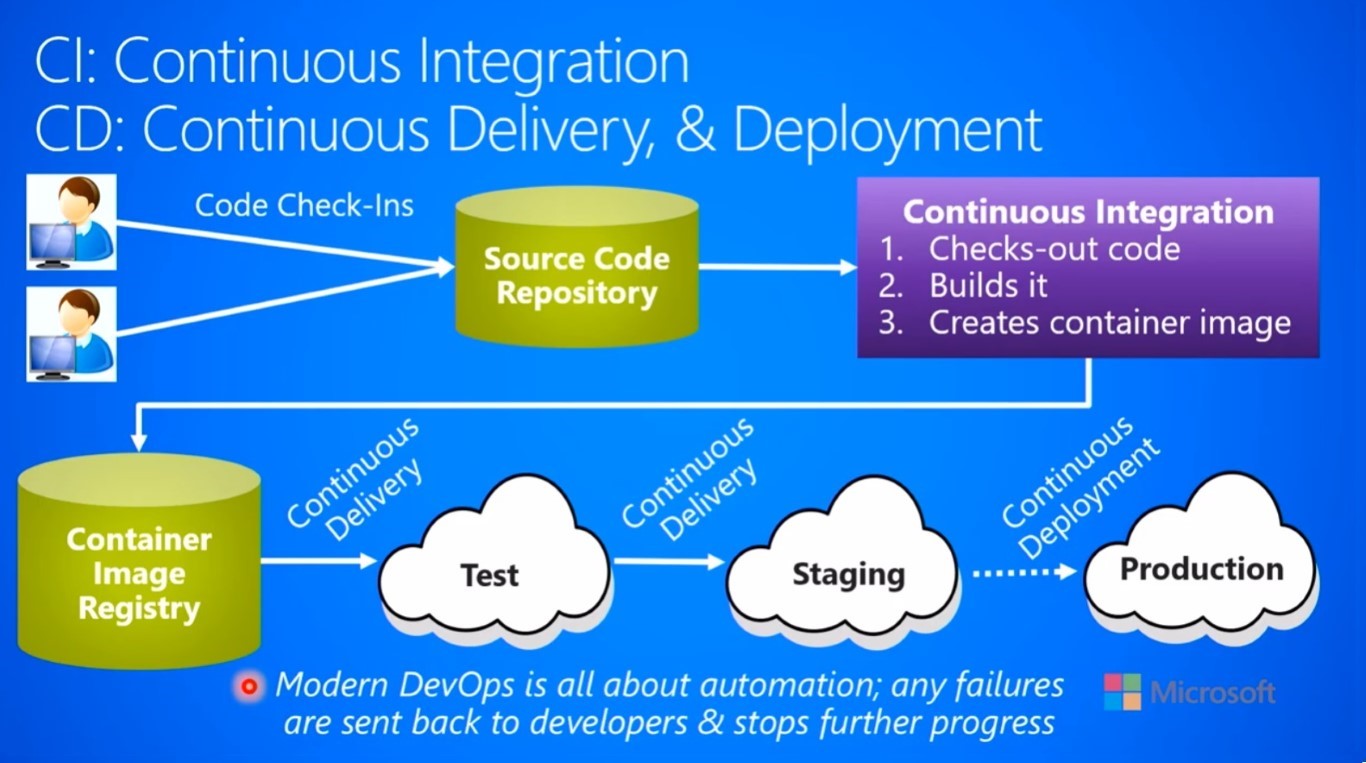 CI: Continuous Integration
CD: Continuous Delivery, & Deployment
Code Check-Ins
Source Code
Repository
Continuous Integration
1. Checks-out code
2. Builds it
3. Creates container image
Container
Image
Registry
Continuous
Delivery
Test
Continuous
Delivery
Staging
Continuous
Deployment
Production
Modern DevOps is all about automation; any failures
are sent back to developers & stops further progress
Microsoft